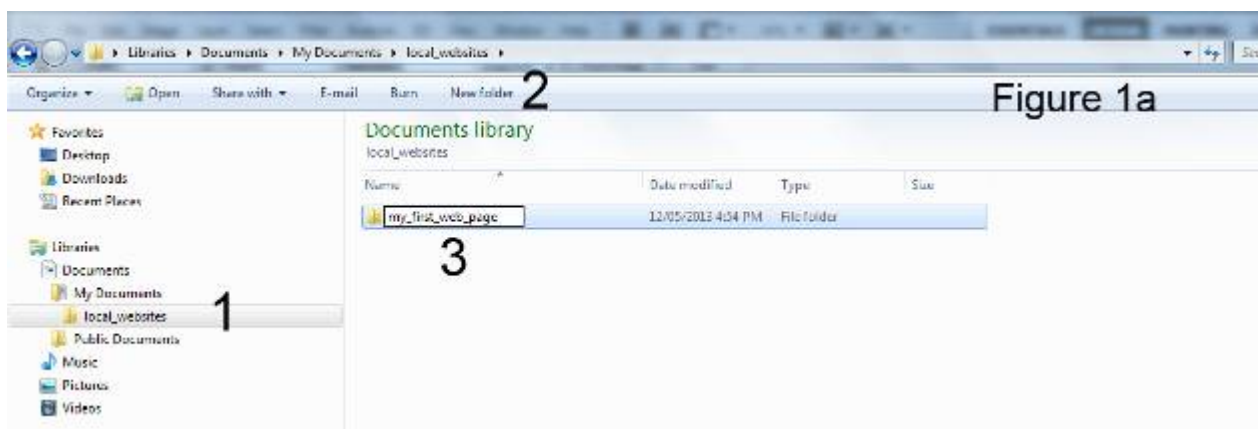 Libraries Documents My Documents local_websites
Organize Open Share with E-mail Burn New folder 2
Figure 1a
Favorites
Desktop
Downloads
Recent Places
Libraries
Documents
My Documents
local_websites 1
Public Documents
Music
Pictures
Videos
Documents library
local_websites
Name Date modified Type Size
my_first_web_page 12/05/2013 4:54 PM File folder
3